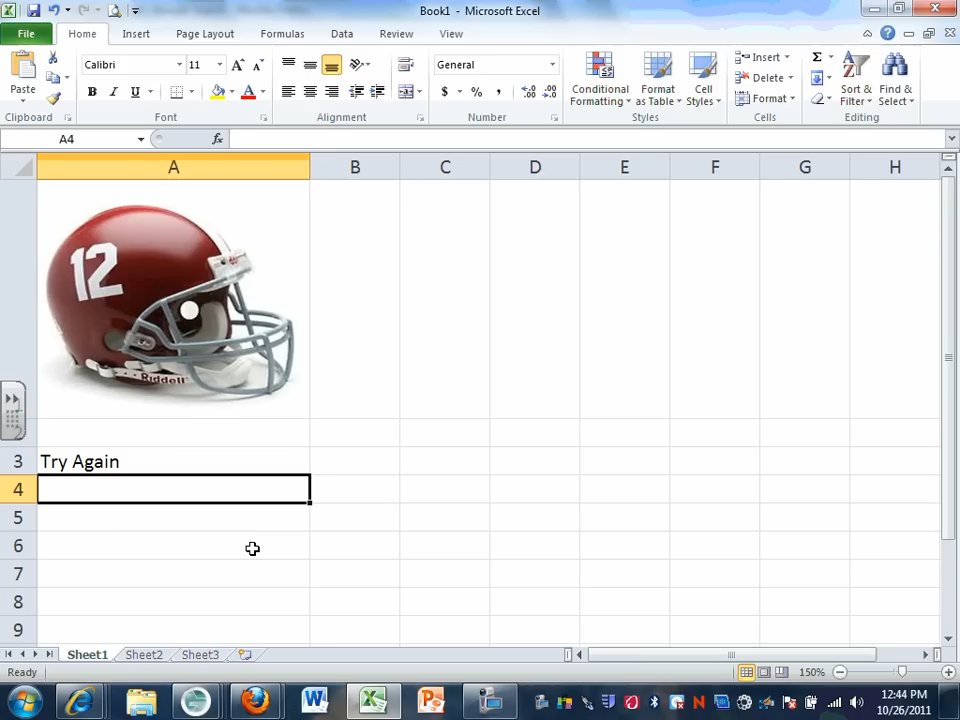 Book1 - Microsoft Excel
File Home Insert Page Layout Formulas Data Review View
Paste
Clipboard
Calibri 11
B I U A
Font
Alignment
General
$ % ,
Number
Conditional Formatting
Format as Table
Cell Styles
Styles
Insert
Delete
Format
Cells
Σ
Sort & Filter
Find & Select
Editing
A4 fx
A B C D E F G H
12
Riddell
3 Try Again
4
5
6
7
8
9
Sheet1 Sheet2 Sheet3
Ready 150%
12:44 PM
10/26/2011